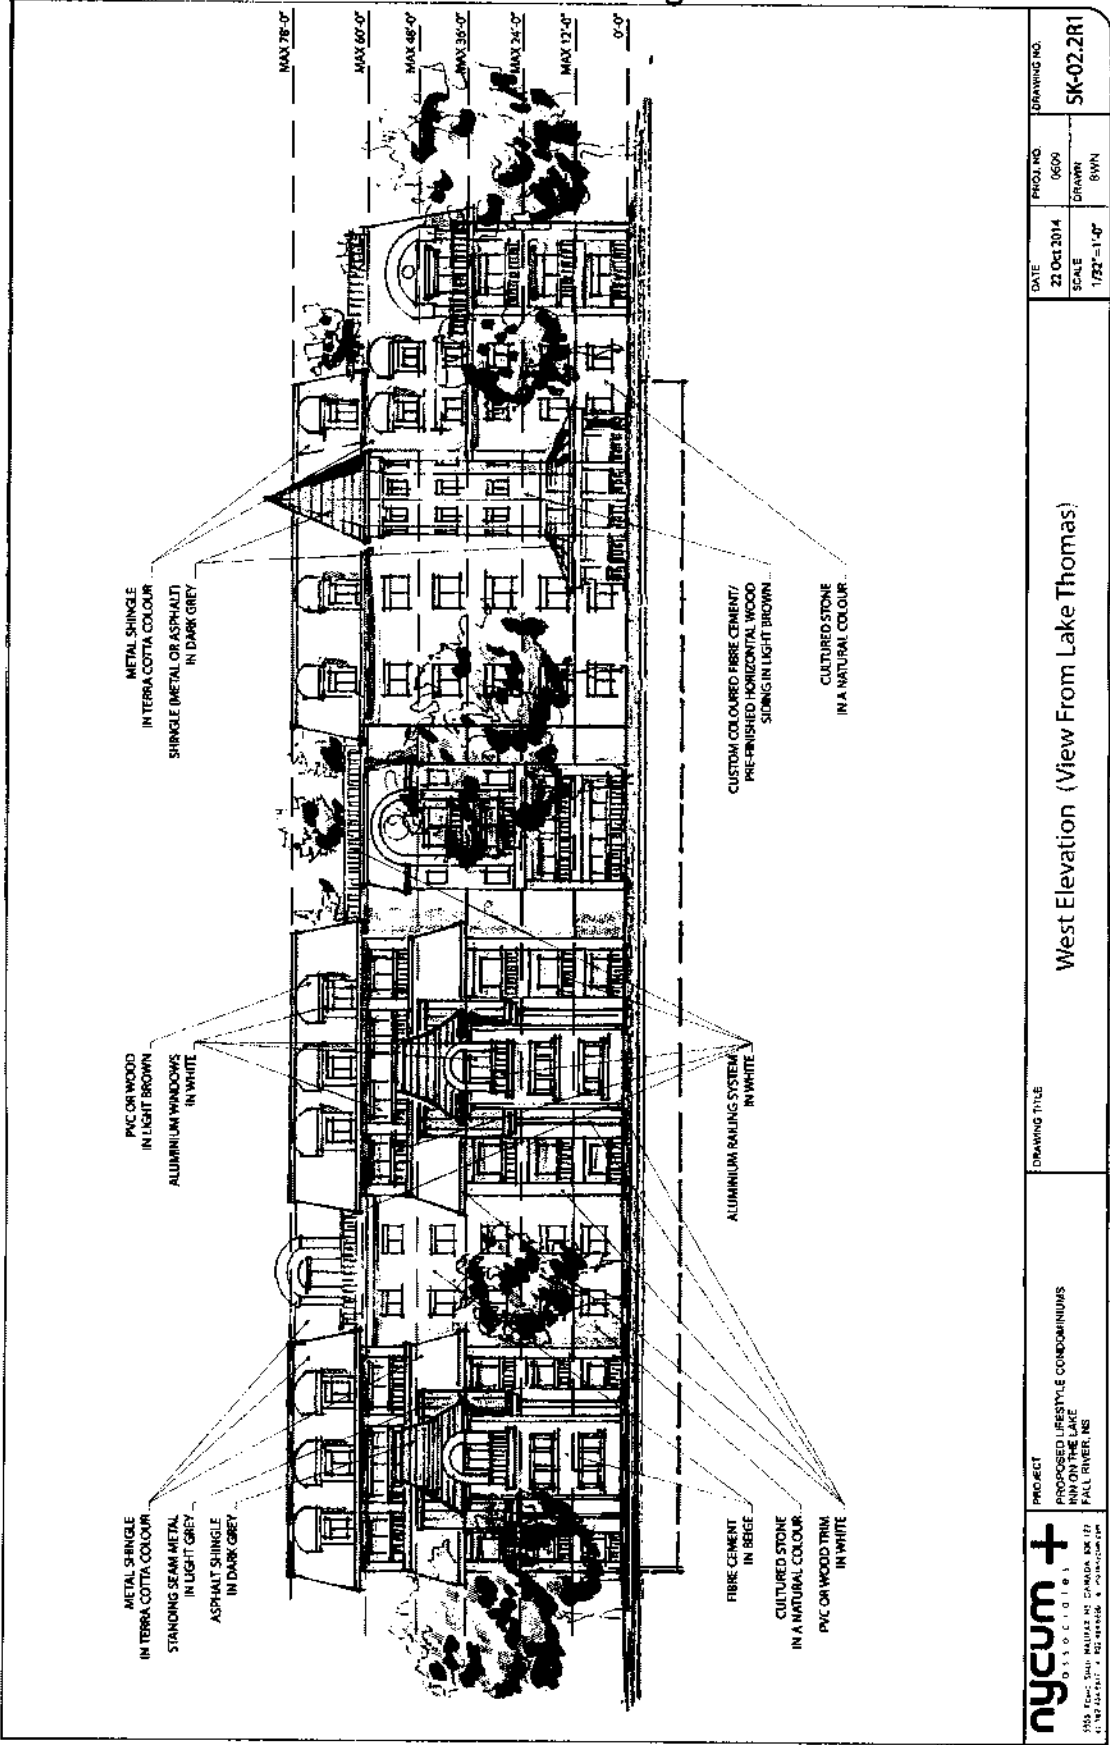 METAL SHINGLE
IN TERRA COTTA COLOUR
STANDING SEAM METAL
IN LIGHT GREY
ASPHALT SHINGLE
IN DARK GREY
PVC OR WOOD
IN LIGHT BROWN
ALUMINIUM WINDOWS
IN WHITE
METAL SHINGLE
IN TERRA COTTA COLOUR
SHINGLE (METAL OR ASPHALT)
IN DARK GREY
MAX 78'-0"
MAX 60'-0"
MAX 48'-0"
MAX 36'-0"
MAX 24'-0"
MAX 12'-0"
0'-0"
FIBRE CEMENT
IN BEIGE
CULTURED STONE
IN A NATURAL COLOUR
PVC OR WOOD TRIM
IN WHITE
ALUMINIUM RAILING SYSTEM
IN WHITE
CUSTOM COLOURED FIBRE CEMENT/
PRE-FINISHED HORIZONTAL WOOD
SIDING IN LIGHT BROWN
CULTURED STONE
IN A NATURAL COLOUR
nycum +
associates
PROJECT
PROPOSED LIFESTYLE CONDOMINIUMS
INN ON THE LAKE
FALL RIVER, NS
DRAWING TITLE
West Elevation (View From Lake Thomas)
DATE
22 Oct 2014
SCALE
1/32"=1'-0"
PROJ. NO.
0609
DRAWN
BWN
DRAWING NO.
SK-02.2R1